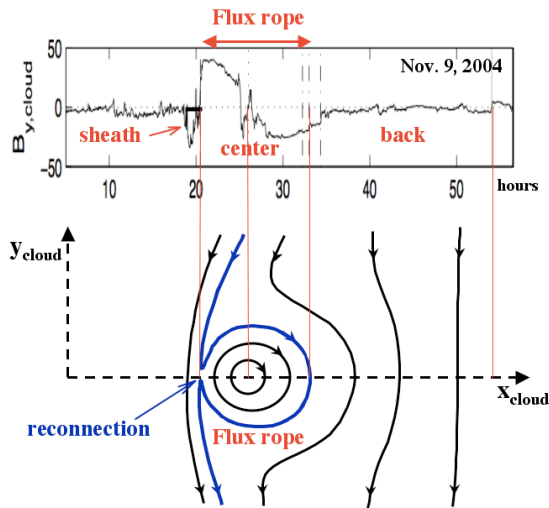 Flux rope
50
Nov. 9, 2004
B y,cloud
0
sheath
center
back
-50
10
20
30
40
50
hours
y cloud
x cloud
reconnection
Flux rope